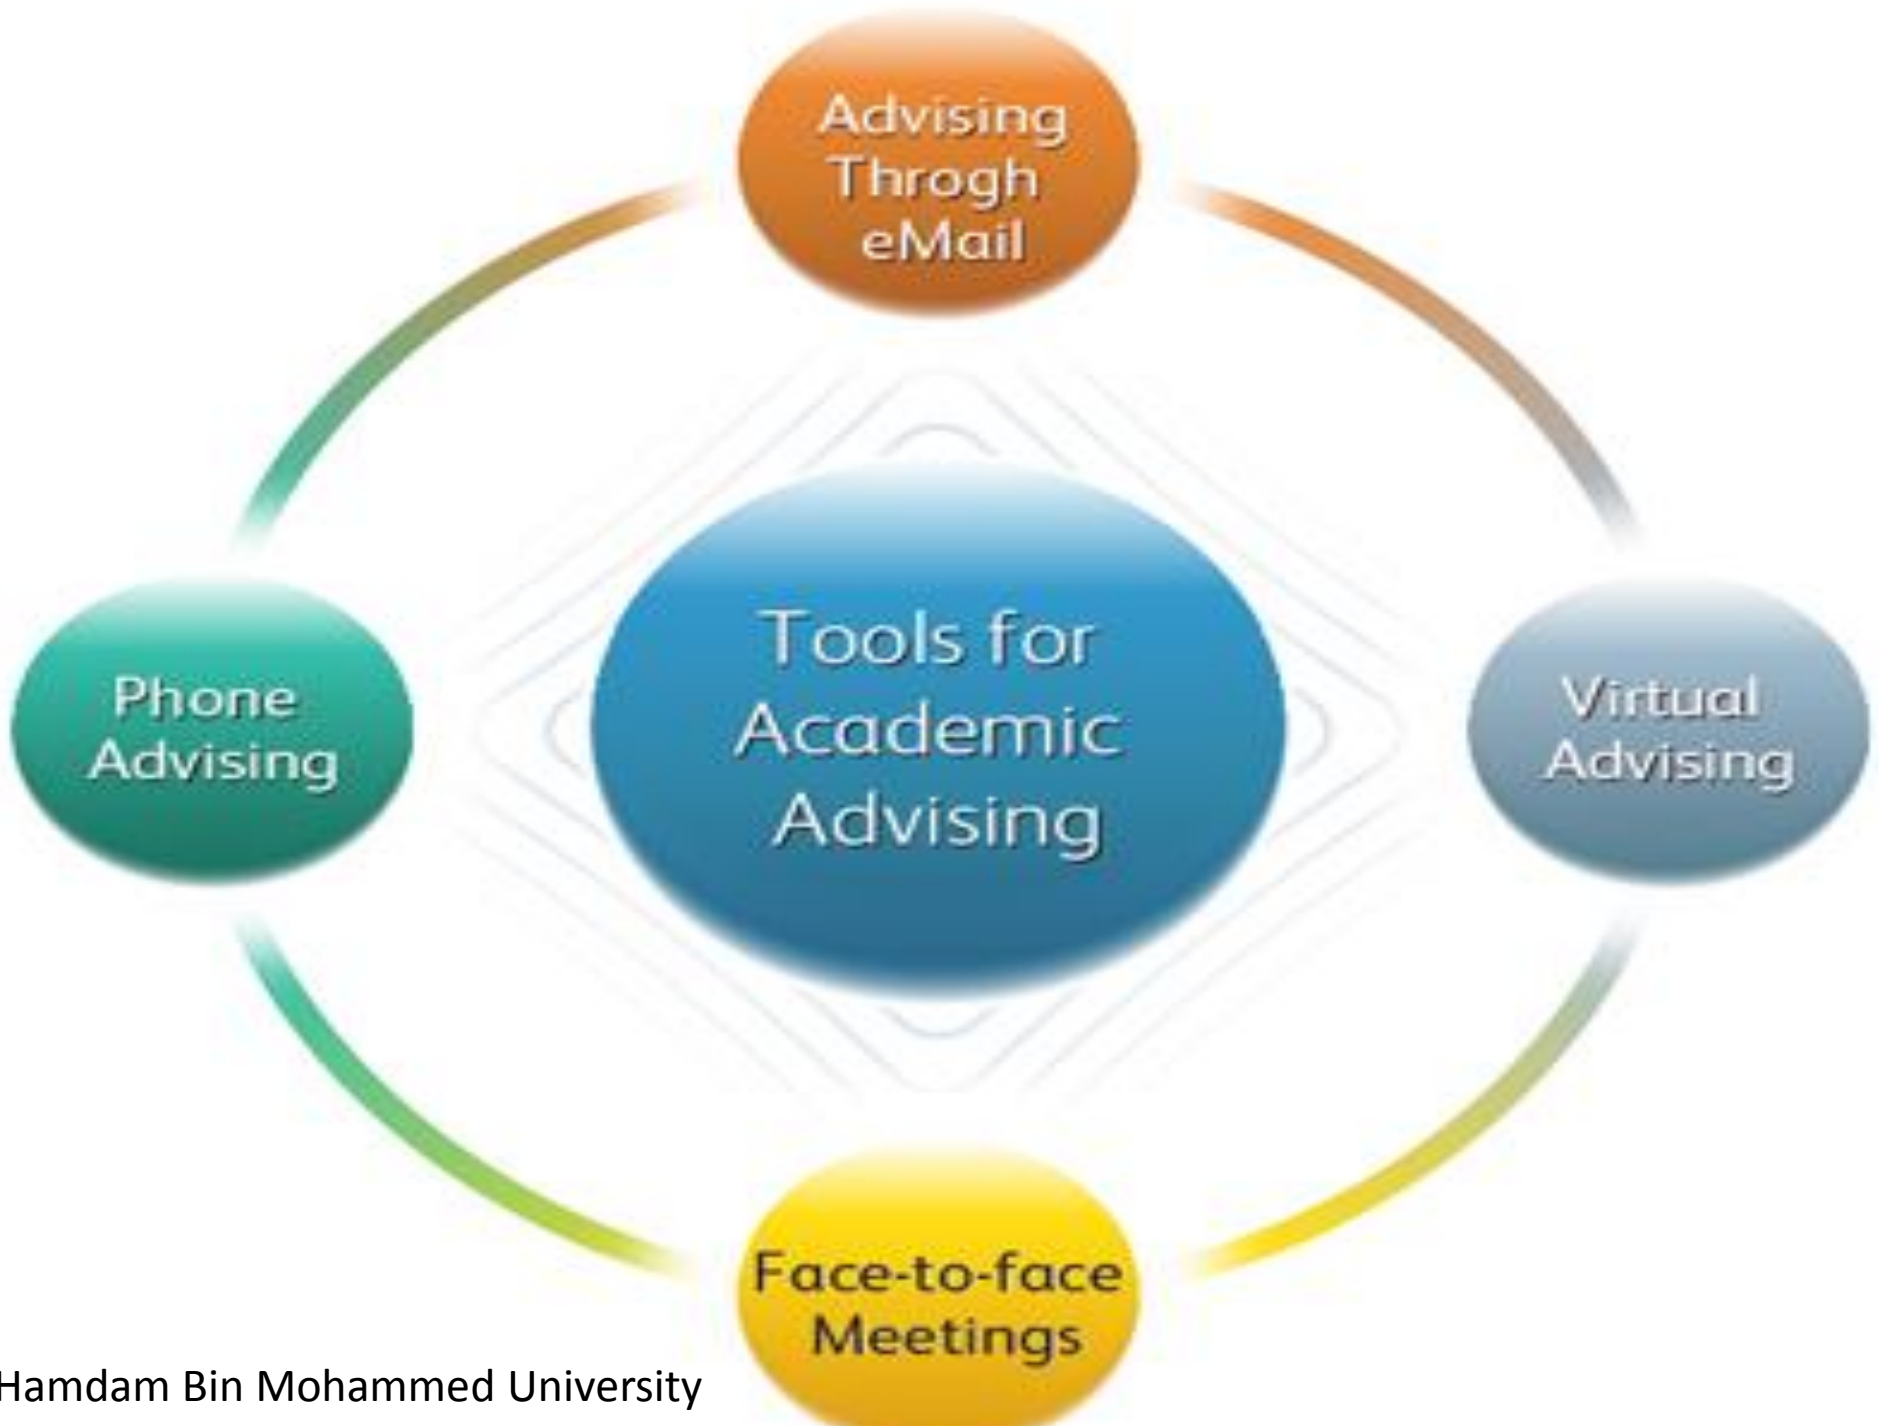 Advising
Throgh
eMail
Phone
Advising
Tools for
Academic
Advising
Virtual
Advising
Face-to-face
Meetings
Hamdam Bin Mohammed University